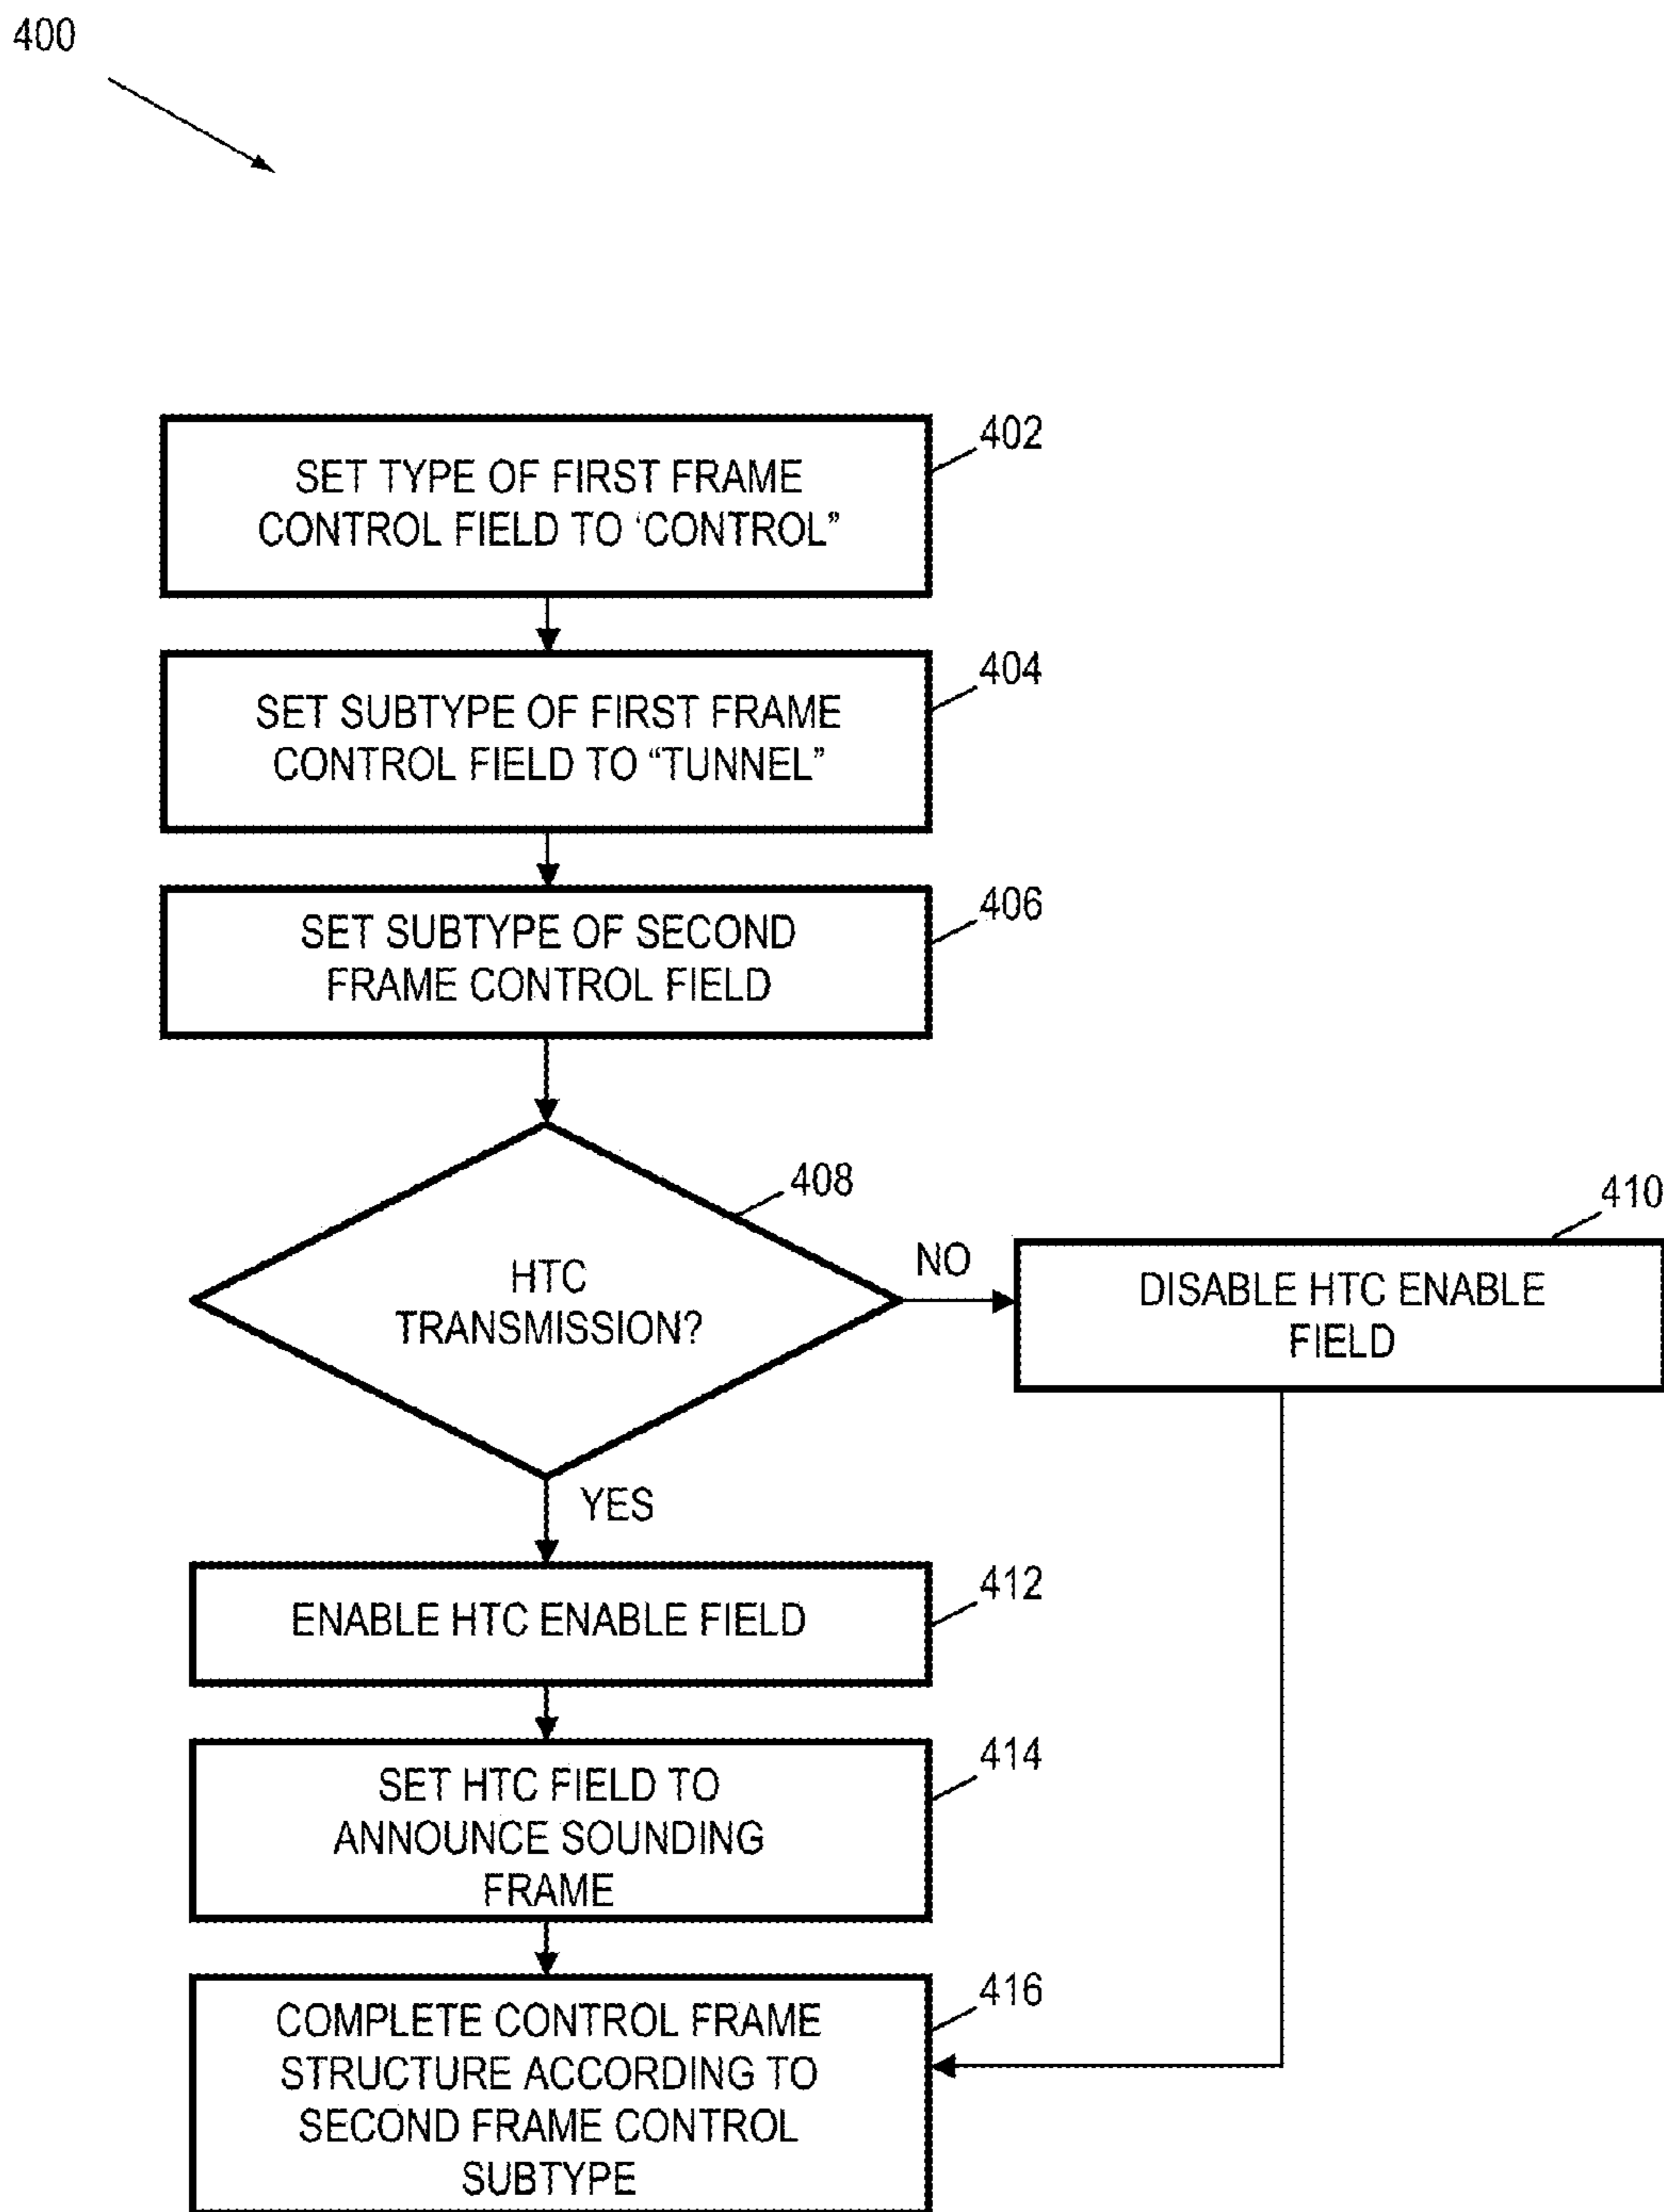 400
402
SET TYPE OF FIRST FRAME
CONTROL FIELD TO ‘CONTROL”
404
SET SUBTYPE OF FIRST FRAME
CONTROL FIELD TO “TUNNEL”
406
SET SUBTYPE OF SECOND
FRAME CONTROL FIELD
408
HTC
TRANSMISSION?
NO
410
DISABLE HTC ENABLE
FIELD
YES
412
ENABLE HTC ENABLE FIELD
414
SET HTC FIELD TO
ANNOUNCE SOUNDING
FRAME
416
COMPLETE CONTROL FRAME
STRUCTURE ACCORDING TO
SECOND FRAME CONTROL
SUBTYPE